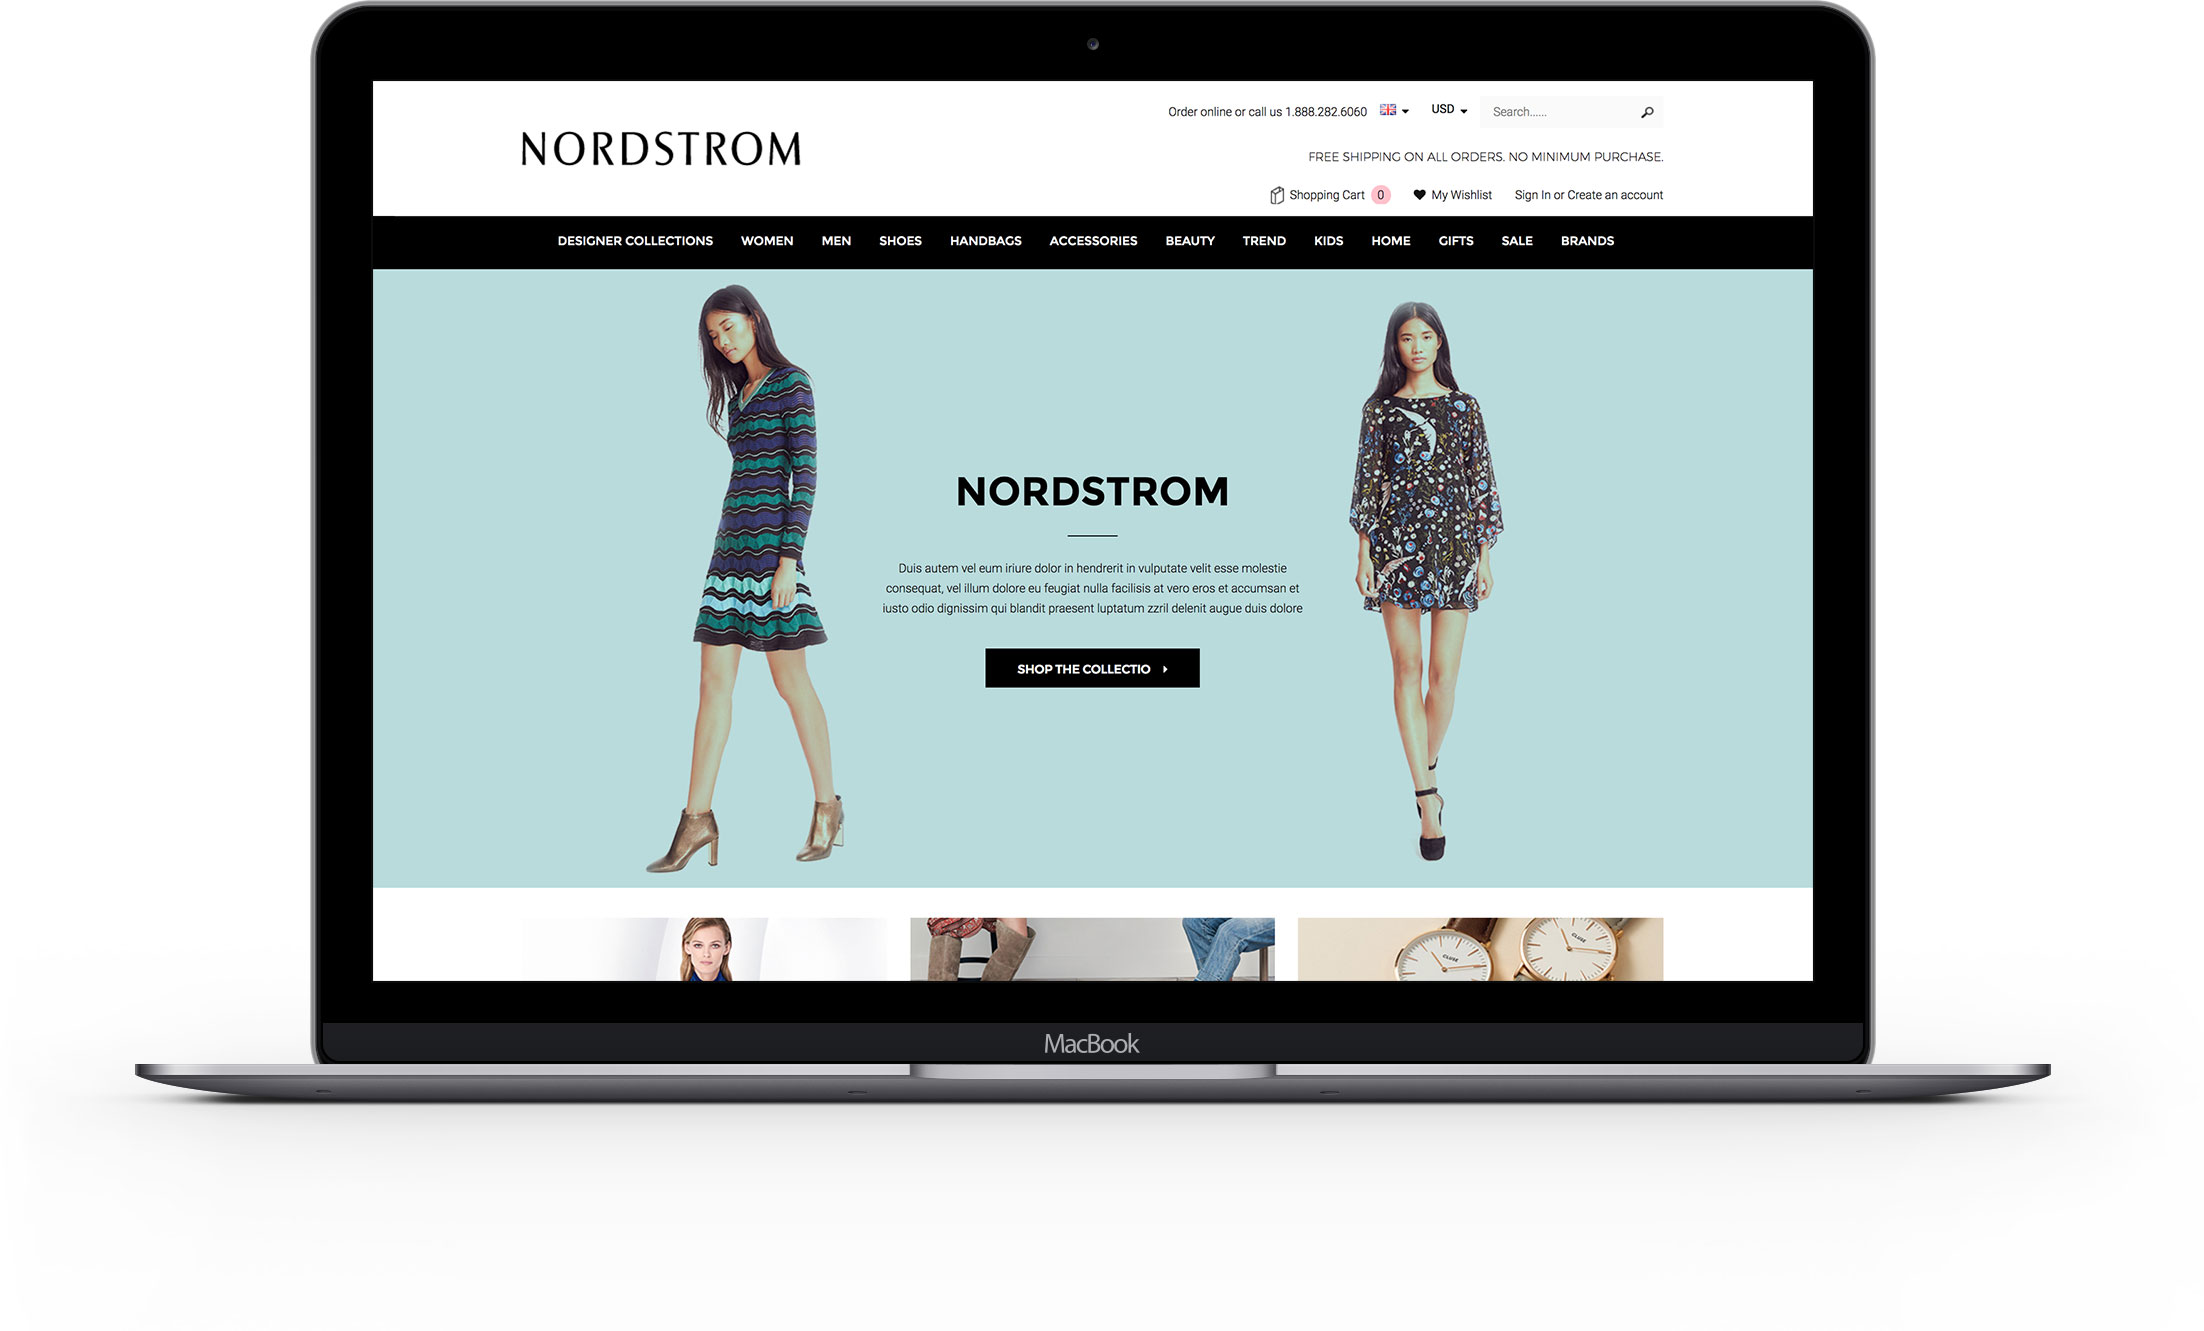 Order online or call us 1.888.282.6060 USD Search......
NORDSTROM
FREE SHIPPING ON ALL ORDERS. NO MINIMUM PURCHASE.
Shopping Cart 0 My Wishlist Sign In or Create an account
DESIGNER COLLECTIONS WOMEN MEN SHOES HANDBAGS ACCESSORIES BEAUTY TREND KIDS HOME GIFTS SALE BRANDS
NORDSTROM
Duis autem vel eum iriure dolor in hendrerit in vulputate velit esse molestie
consequat, vel illum dolore eu feugiat nulla facilisis at vero eros et accumsan et
iusto odio dignissim qui blandit praesent luptatum zzril delenit augue duis dolore
SHOP THE COLLECTIO
CLUSE
CLUSE
MacBook